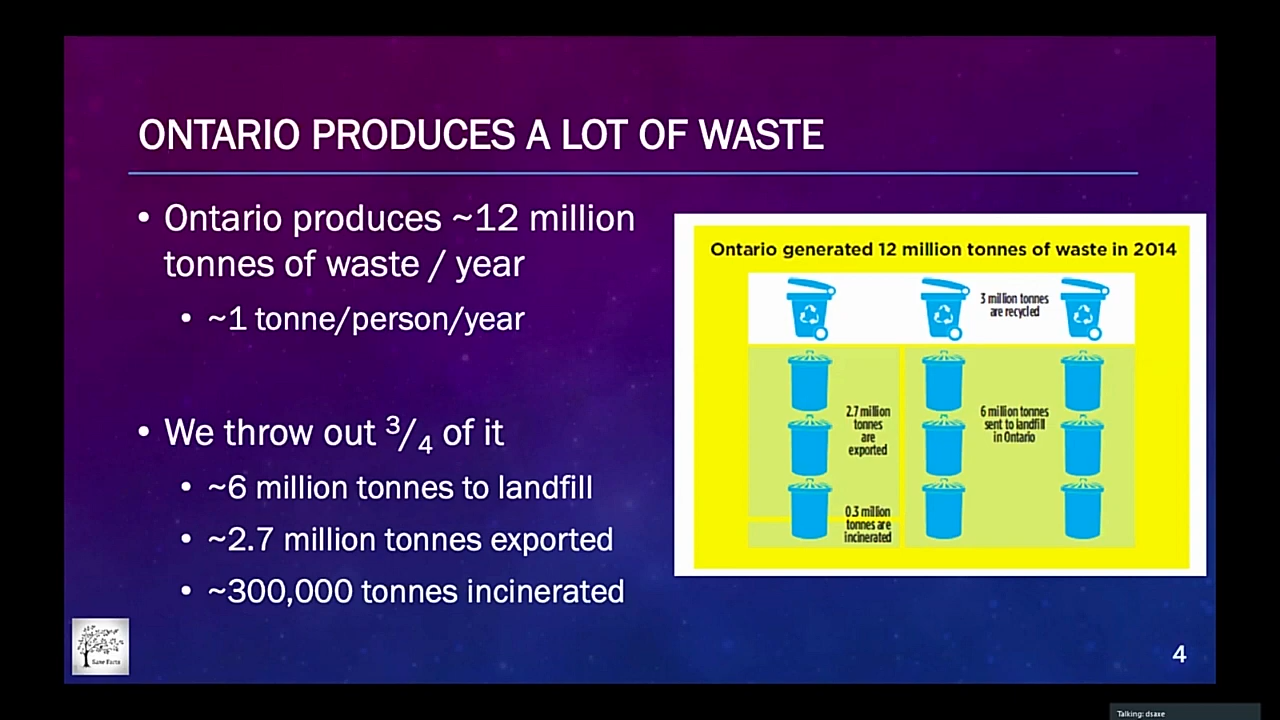 ONTARIO PRODUCES A LOT OF WASTE
• Ontario produces ~12 million
tonnes of waste / year
• ~1 tonne/person/year
• We throw out 3/4 of it
• ~6 million tonnes to landfill
• ~2.7 million tonnes exported
• ~300,000 tonnes incinerated
Ontario generated 12 million tonnes of waste in 2014
3 million tonnes
are recycled
2.7 million
tonnes
are
exported
6 million tonnes
sent to landfill
in Ontario
0.3 million
tonnes are
incinerated
Saxe Facts
4
Talking: dsaxe